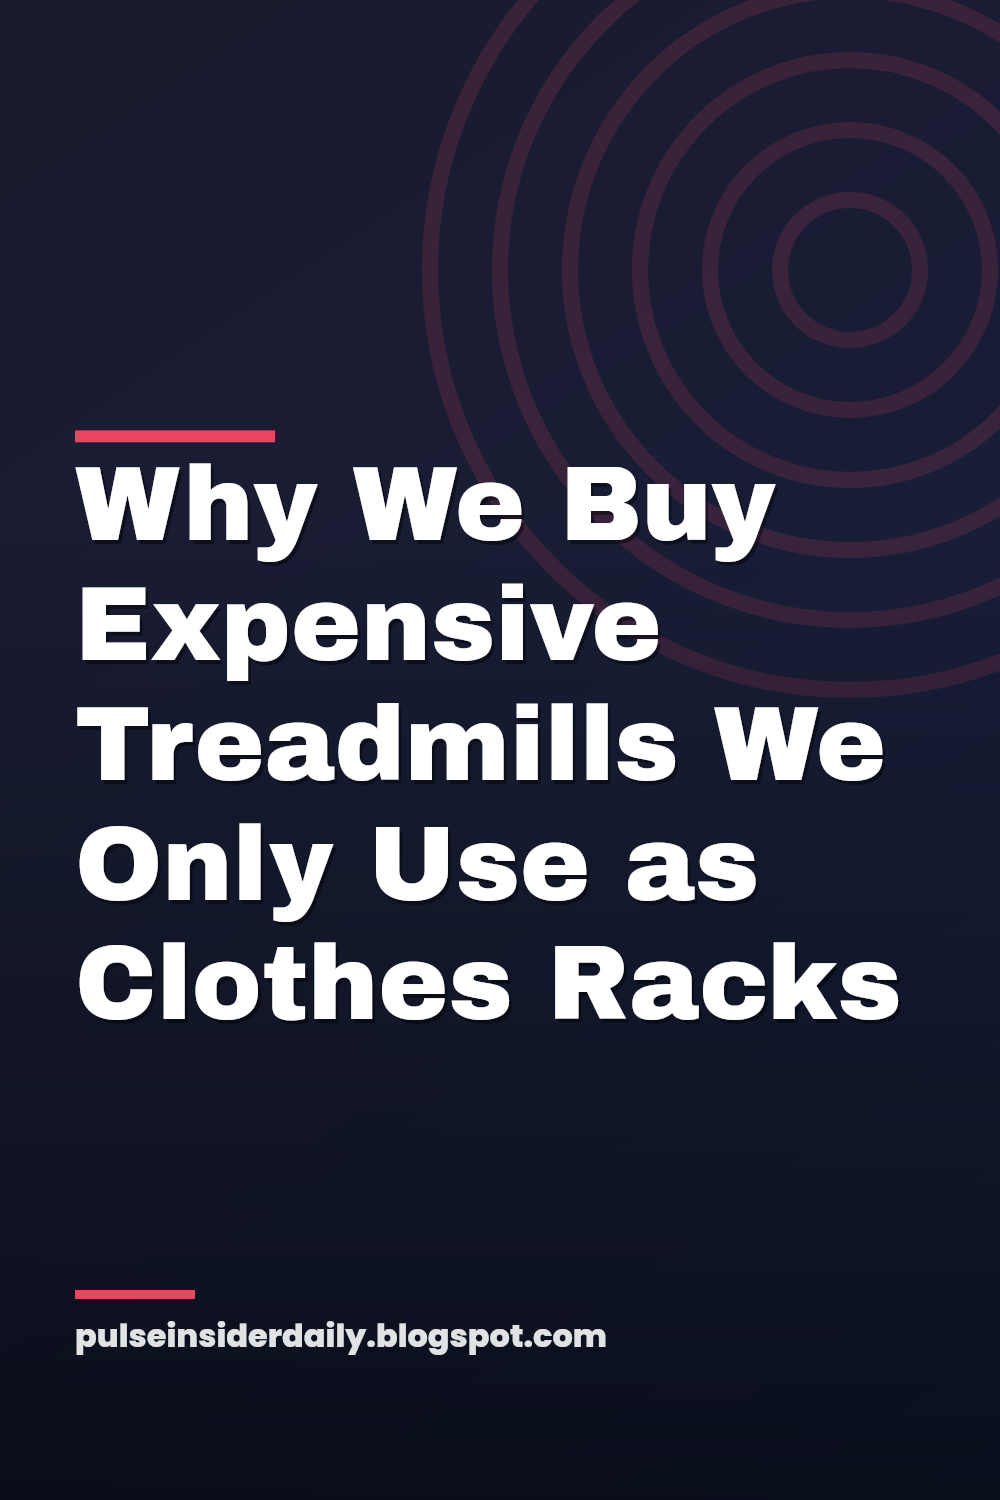 Why We Buy
Expensive
Treadmills We
Only Use as
Clothes Racks
pulseinsiderdaily.blogspot.com